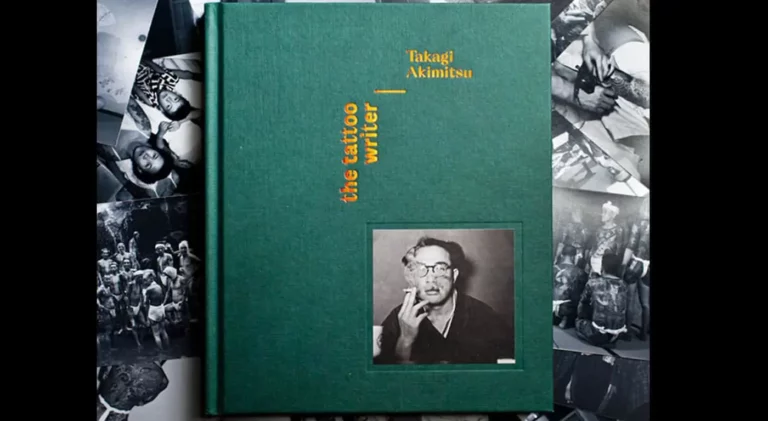 Takagi
Akimitsu
the tattoo
writer